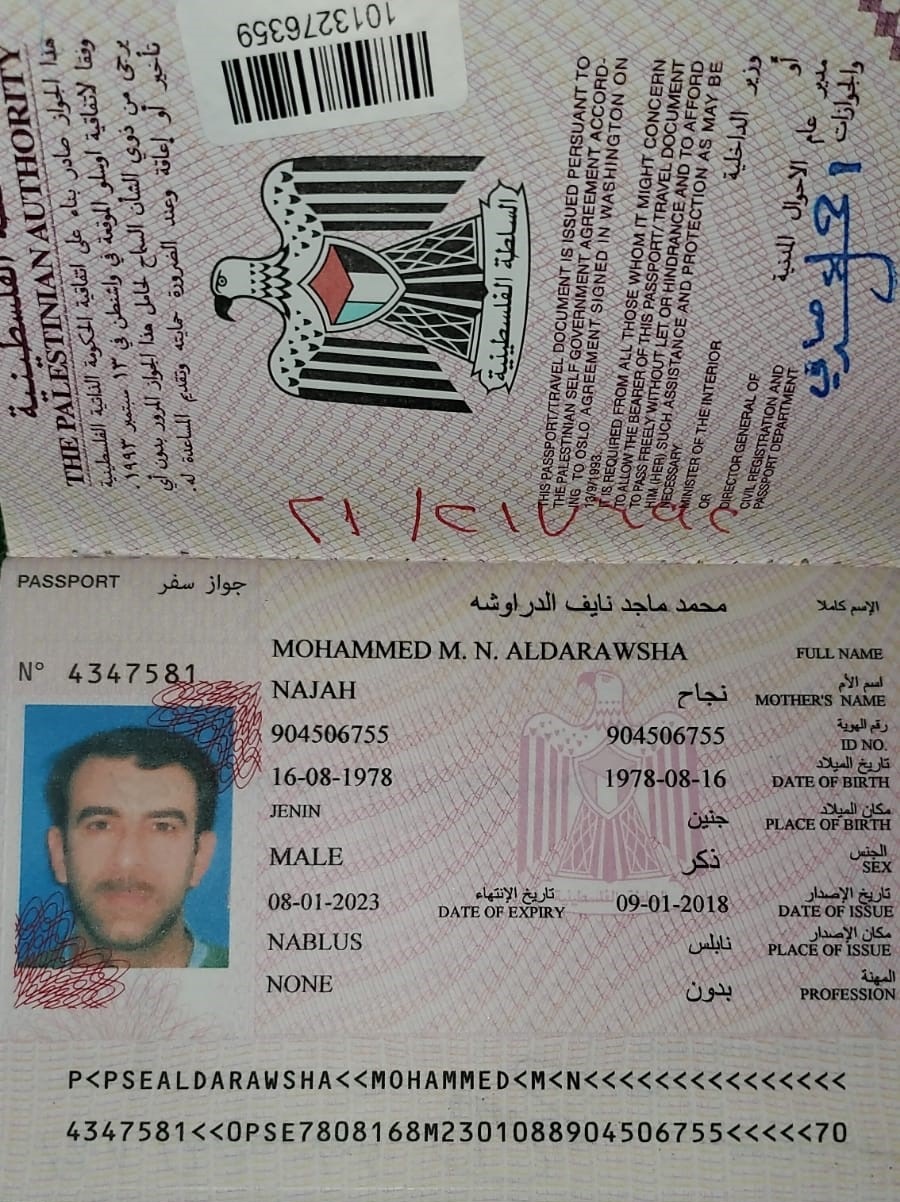 1013276359
THE PALESTINIAN AUTHORITY
هذا الجواز صادر بناء على اتفاقية الحكومة الذاتية الفلسطينية
وفقا لاتفاقية اوسلو الموقعة في واشنطن في ١٣ سبتمبر ١٩٩٣.
يرجى من ذوي الشأن السماح لحامل هذا الجواز المرور بدون أي
تأخير أو إعاقة وعند الضرورة حمايته وتقديم المساعدة له.
السلطة الفلسطينية
THIS PASSPORT/TRAVEL DOCUMENT IS ISSUED PERSUANT TO
THE PALESTINIAN SELF GOVERNMENT AGREEMENT ACCORD-
ING TO OSLO AGREEMENT SIGNED IN WASHINGTON ON
13/9/1993.
IT IS REQUIRED FROM ALL THOSE WHOM IT MIGHT CONCERN
TO ALLOW THE BEARER OF THIS PASSPORT/TRAVEL DOCUMENT
TO PASS FREELY WITHOUT LET OR HINDRANCE AND TO AFFORD
HIM (HER) SUCH ASSISTANCE AND PROTECTION AS MAY BE
NECESSARY
MINISTER OF THE INTERIOR وزير الداخلية
OR أو
DIRECTOR GENERAL OF مدير عام
CIVIL REGISTRATION AND الاحوال المدنية
PASSPORT DEPARTMENT والجوازات
PASSPORT جواز سفر
N° 4347581
محمد ماجد نايف الدراوشه الإسم كاملا
MOHAMMED M. N. ALDARAWSHA FULL NAME
NAJAH نجاح اسم الأم
MOTHER'S NAME
904506755 904506755 رقم الهوية
ID NO.
16-08-1978 1978-08-16 تاريخ الميلاد
DATE OF BIRTH
JENIN جنين مكان الميلاد
PLACE OF BIRTH
MALE ذكر الجنس
SEX
08-01-2023 تاريخ الإنتهاء 09-01-2018 تاريخ الإصدار
DATE OF EXPIRY DATE OF ISSUE
NABLUS نابلس مكان الإصدار
PLACE OF ISSUE
NONE بدون المهنة
PROFESSION
P<PSEALDARAWSHA<<MOHAMMED<M<N<<<<<<<<<<<<<<<
4347581<<0PSE7808168M2301088904506755<<<<<70